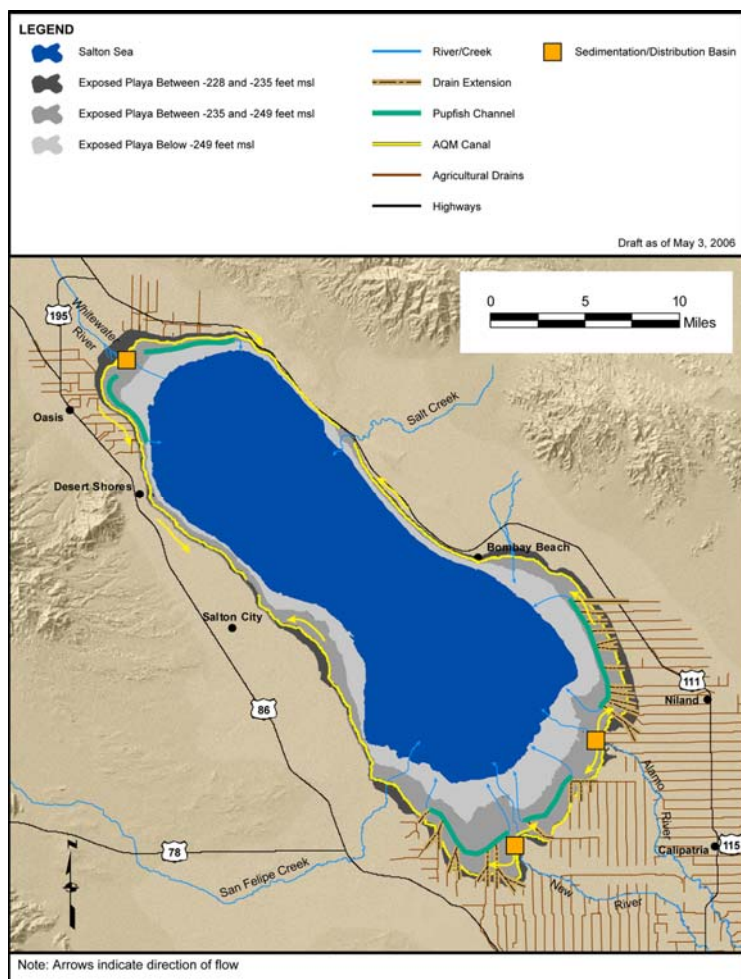 LEGEND
Salton Sea
Exposed Playa Between -228 and -235 feet msl
Exposed Playa Between -235 and -249 feet msl
Exposed Playa Below -249 feet msl
River/Creek
Drain Extension
Pupfish Channel
AQM Canal
Agricultural Drains
Highways
Sedimentation/Distribution Basin
Draft as of May 3, 2006
0 5 10
Miles
195
Whitewater
River
Oasis
Salt Creek
Desert Shores
Bombay Beach
Salton City
86
111
Niland
Alamo
River
78
San Felipe Creek
Calipatria
115
New
River
N
Note: Arrows indicate direction of flow